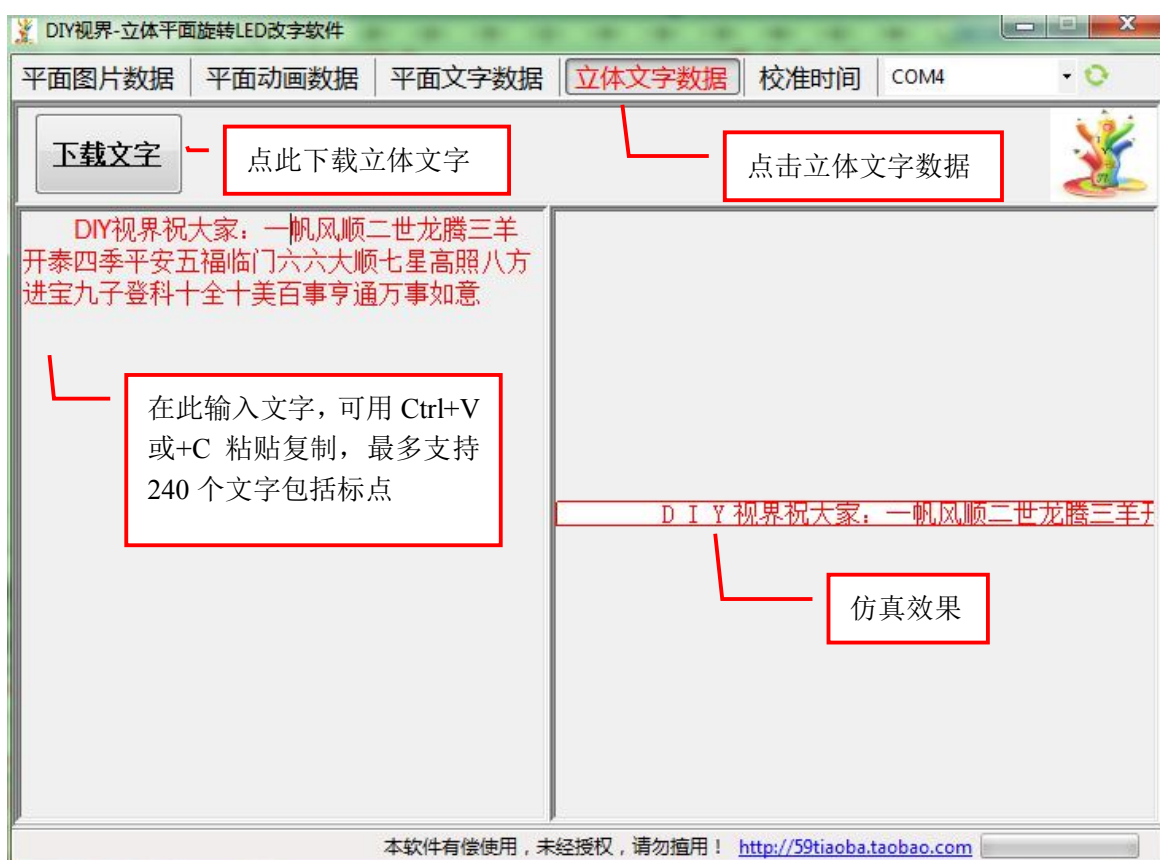 DIY视界-立体平面旋转LED改字软件
平面图片数据 平面动画数据 平面文字数据 立体文字数据 校准时间 COM4
下载文字
点此下载立体文字
点击立体文字数据
DIY视界祝大家：一帆风顺二世龙腾三羊
开泰四季平安五福临门六六大顺七星高照八方
进宝九子登科十全十美百事亨通万事如意
在此输入文字，可用 Ctrl+V
或+C 粘贴复制，最多支持
240 个文字包括标点
ＤＩＹ视界祝大家：一帆风顺二世龙腾三羊开
仿真效果
本软件有偿使用，未经授权，请勿擅用！ http://59tiaoba.taobao.com